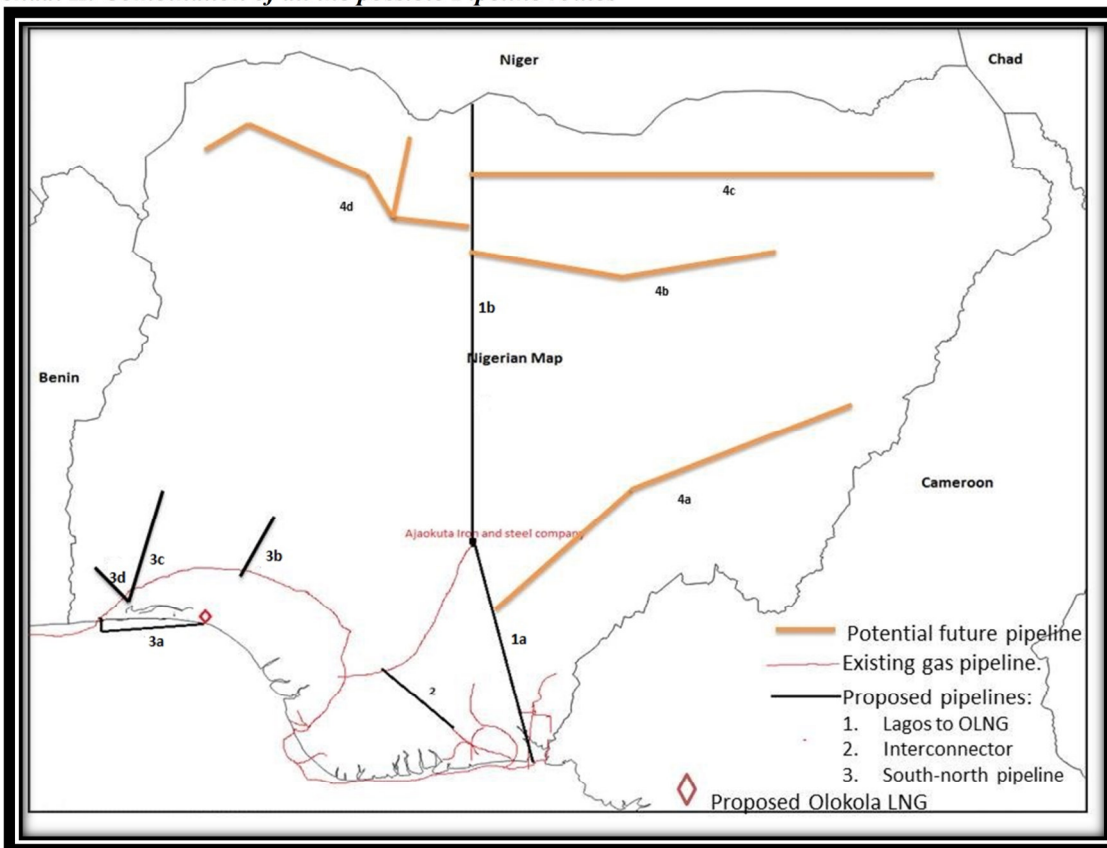 Niger
Chad
4c
4d
4b
1b
Nigerian Map
Benin
4a
Cameroon
Ajaokuta Iron and steel company
3c
3b
3d
3a
1a
2
Potential future pipeline
Existing gas pipeline.
Proposed pipelines:
1. Lagos to OLNG
2. Interconnector
3. South-north pipeline
Proposed Olokola LNG